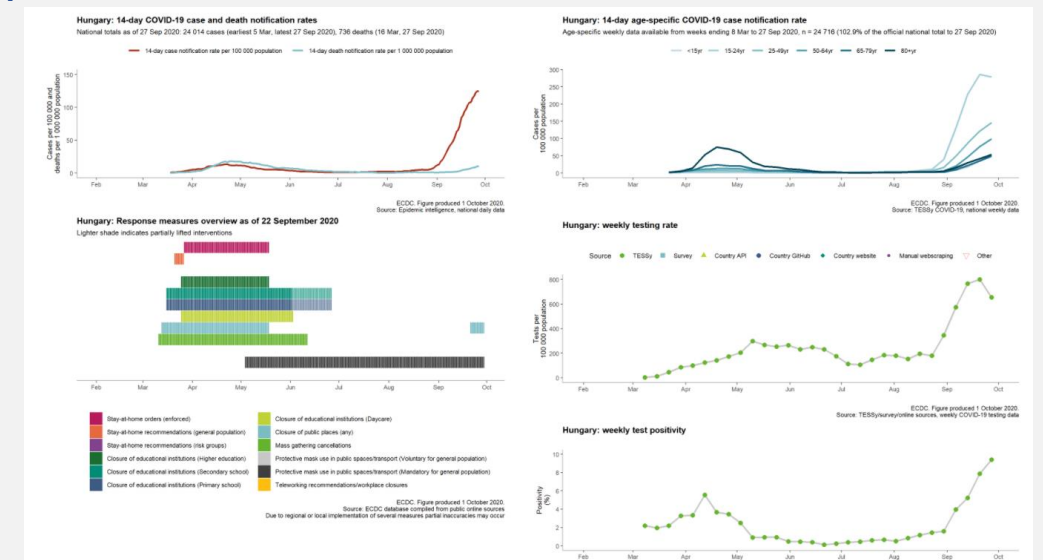 Hungary: 14-day COVID-19 case and death notification rates
National totals as of 27 Sep 2020: 24 014 cases (earliest 5 Mar, latest 27 Sep 2020), 736 deaths (16 Mar, 27 Sep 2020)
14-day case notification rate per 100 000 population 14-day death notification rate per 1 000 000 population
Cases per 100 000 and
deaths per 1 000 000 population
150
100
50
0
Feb Mar Apr May Jun Jul Aug Sep Oct
ECDC. Figure produced 1 October 2020.
Source: Epidemic intelligence, national daily data
Hungary: Response measures overview as of 22 September 2020
Lighter shade indicates partially lifted interventions
Feb Mar Apr May Jun Jul Aug Sep Oct
Stay-at-home orders (enforced)
Stay-at-home recommendations (general population)
Stay-at-home recommendations (risk groups)
Closure of educational institutions (Higher education)
Closure of educational institutions (Secondary school)
Closure of educational institutions (Primary school)
Closure of educational institutions (Daycare)
Closure of public places (any)
Mass gathering cancellations
Protective mask use in public spaces/transport (Voluntary for general population)
Protective mask use in public spaces/transport (Mandatory for general population)
Teleworking recommendations/workplace closures
ECDC. Figure produced 1 October 2020.
Source: ECDC database compiled from public online sources
Due to regional or local implementation of several measures partial inaccuracies may occur
Hungary: 14-day age-specific COVID-19 case notification rate
Age-specific weekly data available from weeks ending 8 Mar to 27 Sep 2020, n = 24 716 (102.9% of the official national total to 27 Sep 2020)
<15yr 15-24yr 25-49yr 50-64yr 65-79yr 80+yr
Cases per
100 000 population
300
250
200
150
100
50
0
Feb Mar Apr May Jun Jul Aug Sep Oct
ECDC. Figure produced 1 October 2020.
Source: TESSy COVID-19, national weekly data
Hungary: weekly testing rate
Source TESSy Survey Country API Country GitHub Country website Manual webscraping Other
Tests per
100 000 population
800
600
400
200
0
Feb Mar Apr May Jun Jul Aug Sep Oct
ECDC. Figure produced 1 October 2020.
Source: TESSy/survey/online sources, weekly COVID-19 testing data
Hungary: weekly test positivity
Positivity
(%)
10
8
6
4
2
0
Feb Mar Apr May Jun Jul Aug Sep Oct